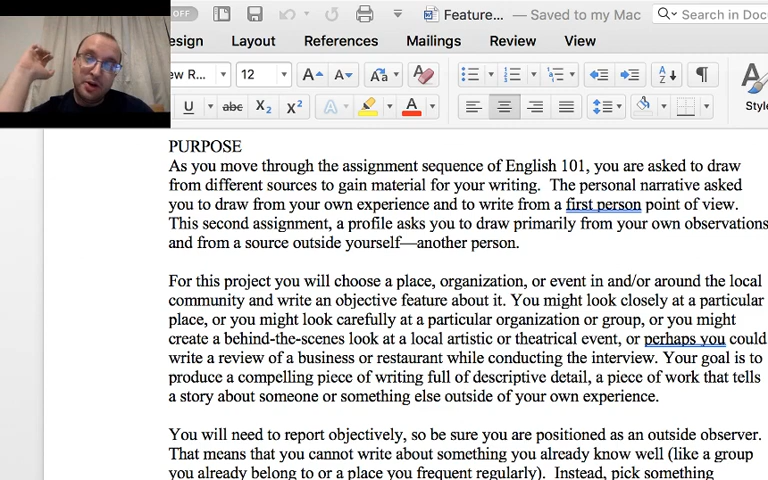 OFF
Feature...
— Saved to my Mac
Search in Doc
esign Layout References Mailings Review View
ew R... 12 A A Aa A
U abc X2 X2 A A
Style
PURPOSE
As you move through the assignment sequence of English 101, you are asked to draw
from different sources to gain material for your writing. The personal narrative asked
you to draw from your own experience and to write from a first person point of view.
This second assignment, a profile asks you to draw primarily from your own observations
and from a source outside yourself—another person.
For this project you will choose a place, organization, or event in and/or around the local
community and write an objective feature about it. You might look closely at a particular
place, or you might look carefully at a particular organization or group, or you might
create a behind-the-scenes look at a local artistic or theatrical event, or perhaps you could
write a review of a business or restaurant while conducting the interview. Your goal is to
produce a compelling piece of writing full of descriptive detail, a piece of work that tells
a story about someone or something else outside of your own experience.
You will need to report objectively, so be sure you are positioned as an outside observer.
That means that you cannot write about something you already know well (like a group
you already belong to or a place you frequent regularly). Instead, pick something